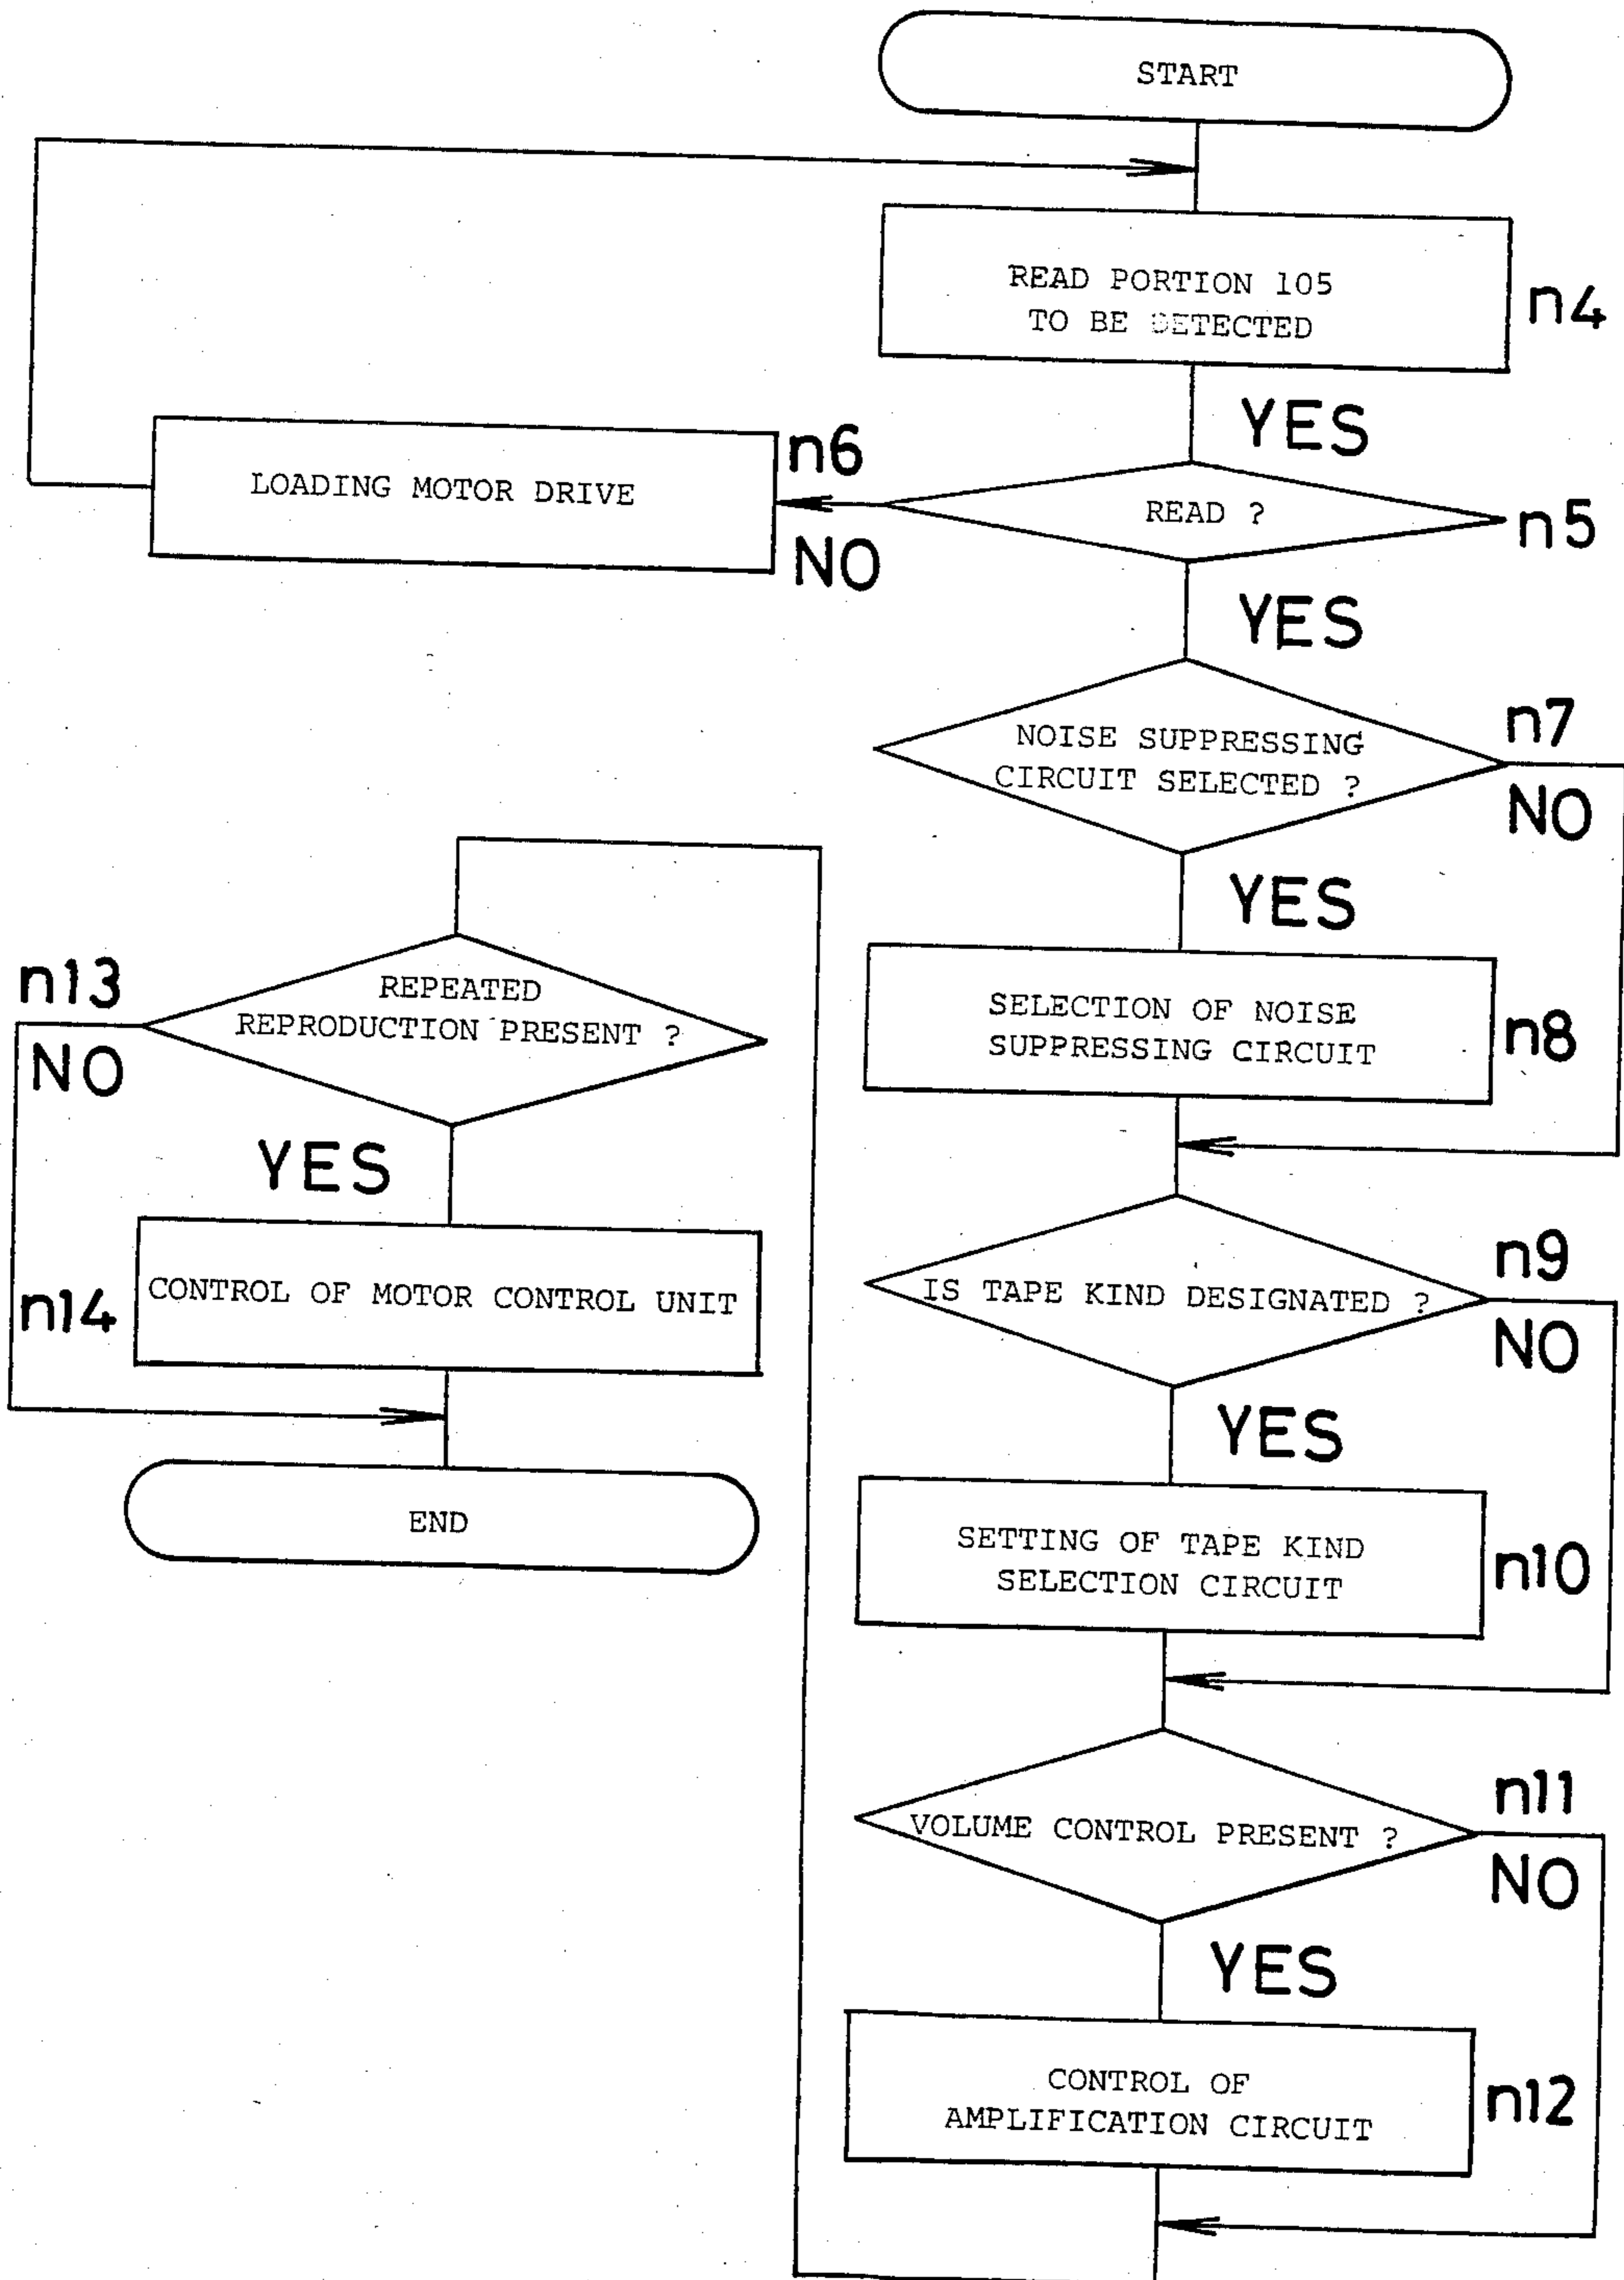 START
READ PORTION 105
TO BE DETECTED
n4
YES
LOADING MOTOR DRIVE
n6
NO
READ ?
n5
YES
NOISE SUPPRESSING
CIRCUIT SELECTED ?
n7
NO
YES
SELECTION OF NOISE
SUPPRESSING CIRCUIT
n8
IS TAPE KIND DESIGNATED ?
n9
NO
YES
SETTING OF TAPE KIND
SELECTION CIRCUIT
n10
VOLUME CONTROL PRESENT ?
n11
NO
YES
CONTROL OF
AMPLIFICATION CIRCUIT
n12
n13
NO
REPEATED
REPRODUCTION PRESENT ?
YES
n14
CONTROL OF MOTOR CONTROL UNIT
END